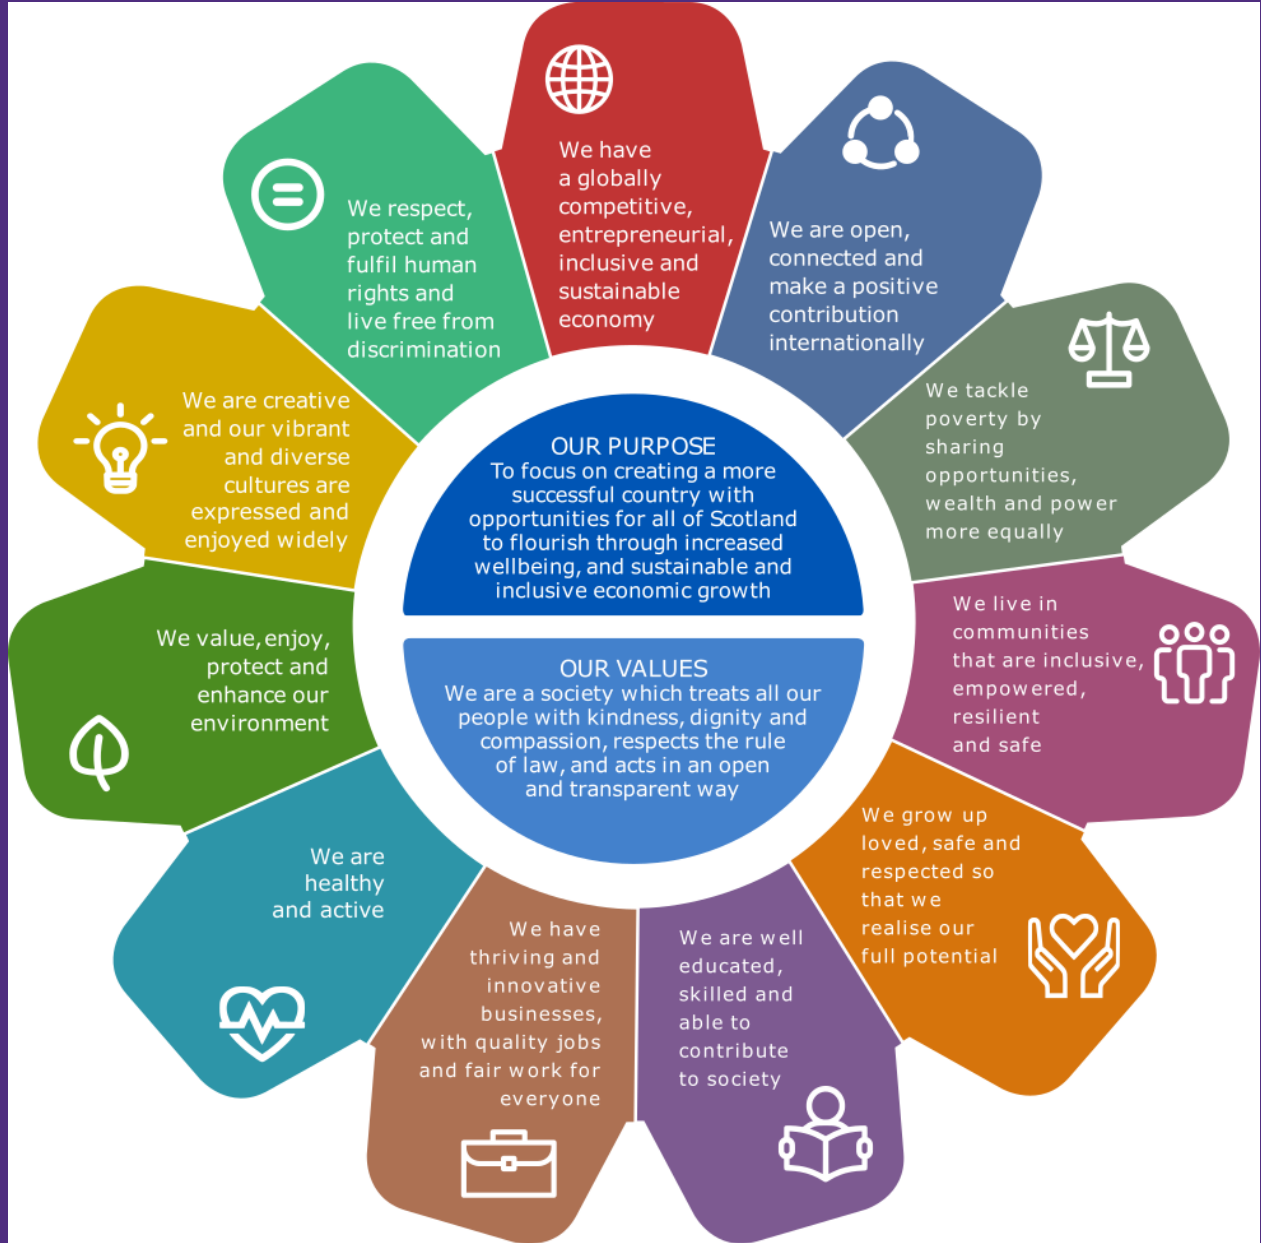 We have
a globally
competitive,
entrepreneurial,
inclusive and
sustainable
economy
We are open,
connected and
make a positive
contribution
internationally
We tackle
poverty by
sharing
opportunities,
wealth and power
more equally
We live in
communities
that are inclusive,
empowered,
resilient
and safe
We grow up
loved, safe and
respected so
that we
realise our
full potential
We are well
educated,
skilled and
able to
contribute
to society
We have
thriving and
innovative
businesses,
with quality jobs
and fair work for
everyone
We are
healthy
and active
We value, enjoy,
protect and
enhance our
environment
We are creative
and our vibrant
and diverse
cultures are
expressed and
enjoyed widely
We respect,
protect and
fulfil human
rights and
live free from
discrimination
OUR PURPOSE
To focus on creating a more
successful country with
opportunities for all of Scotland
to flourish through increased
wellbeing, and sustainable and
inclusive economic growth
OUR VALUES
We are a society which treats all our
people with kindness, dignity and
compassion, respects the rule
of law, and acts in an open
and transparent way